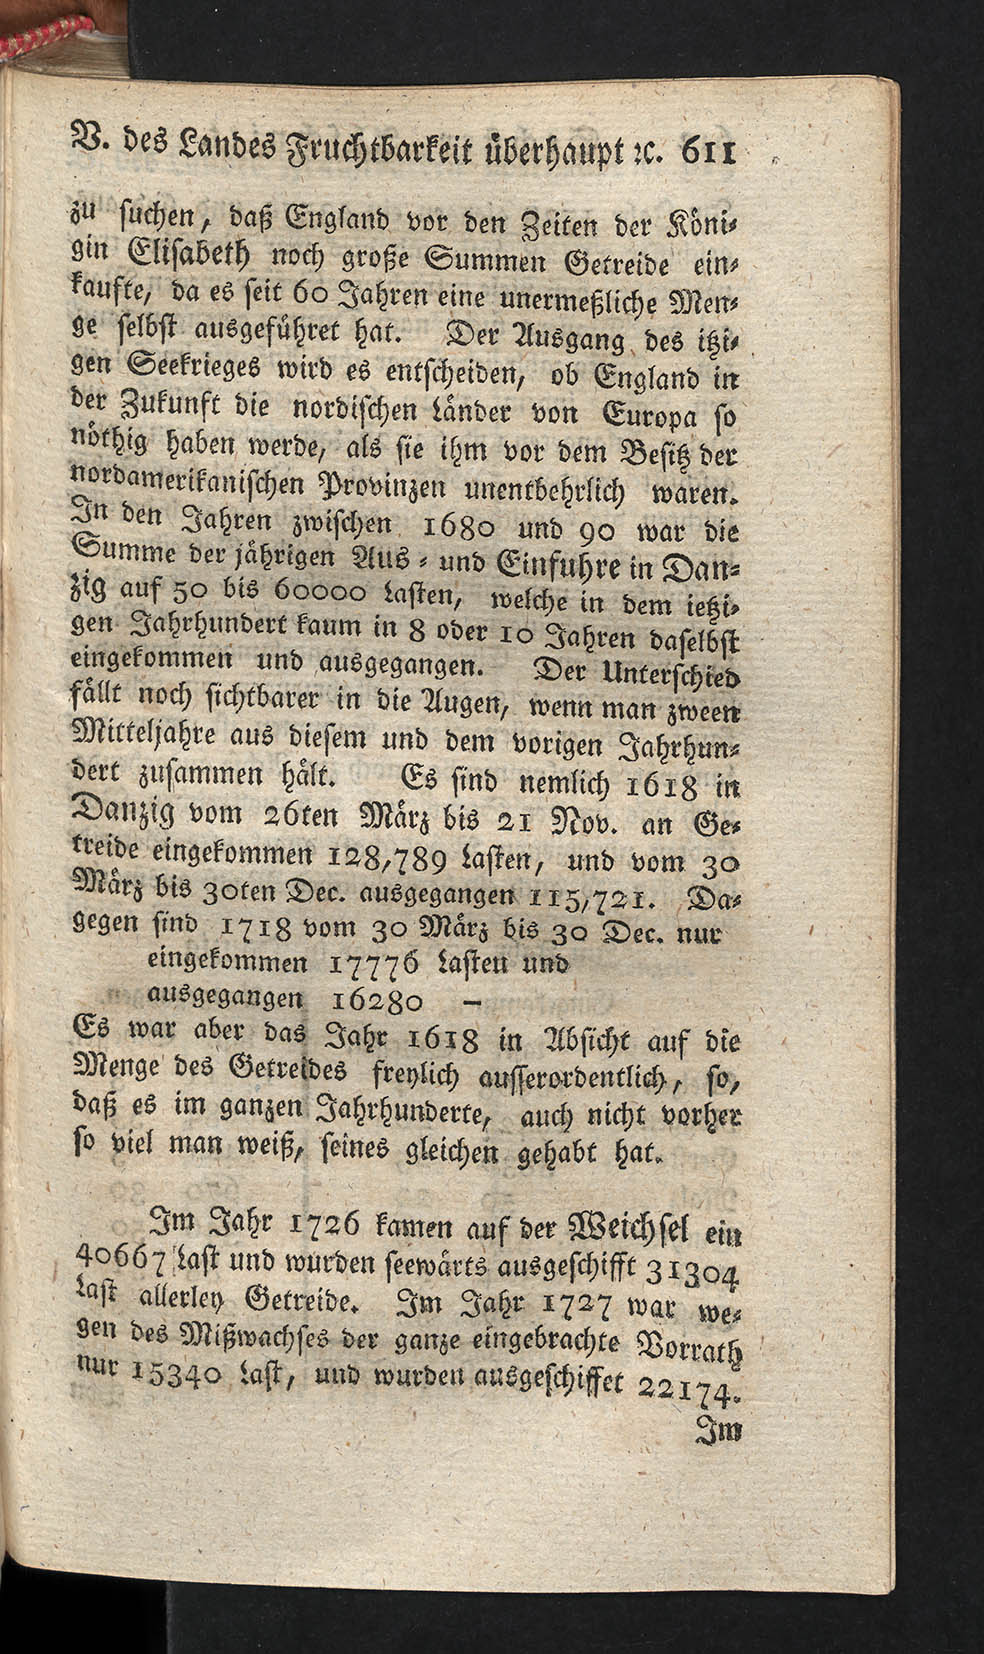 V. des Landes Fruchtbarkeit überhaupt ꝛc. 611
zu suchen, daß England vor den Zeiten der Köni⸗
gin Elisabeth noch große Summen Getreide ein⸗
kaufte, da es seit 60 Jahren eine unermeßliche Men⸗
ge selbst ausgeführet hat. Der Ausgang des itzi⸗
gen Seekrieges wird es entscheiden, ob England in
der Zukunft die nordischen Länder von Europa so
nöthig haben werde, als sie ihm vor dem Besitz der
nordamerikanischen Provinzen unentbehrlich waren.
In den Jahren zwischen 1680 und 90 war die
Summe der jährigen Aus⸗ und Einfuhre in Dan⸗
zig auf 50 bis 60000 Lasten, welche in dem ietzi⸗
gen Jahrhundert kaum in 8 oder 10 Jahren daselbst
eingekommen und ausgegangen. Der Unterschied
fällt noch sichtbarer in die Augen, wenn man zween
Mitteljahre aus diesem und dem vorigen Jahrhun⸗
dert zusammen hält. Es sind nemlich 1618 in
Danzig vom 26ten März bis 21 Nov. an Ge⸗
treide eingekommen 128,789 Lasten, und vom 30
März bis 30ten Dec. ausgegangen 115,721. Da⸗
gegen sind 1718 vom 30 März bis 30 Dec. nur
eingekommen 17776 Lasten und
ausgegangen 16280 —
Es war aber das Jahr 1618 in Absicht auf die
Menge des Getreides freylich ausserordentlich, so,
daß es im ganzen Jahrhunderte, auch nicht vorher
so viel man weiß, seines gleichen gehabt hat.
Im Jahr 1726 kamen auf der Weichsel ein
40667 Last und wurden seewärts ausgeschifft 31304
Last allerley Getreide. Im Jahr 1727 war we⸗
gen des Mißwachses der ganze eingebrachte Vorrath
nur 15340 Last, und wurden ausgeschiffet 22174.
Im